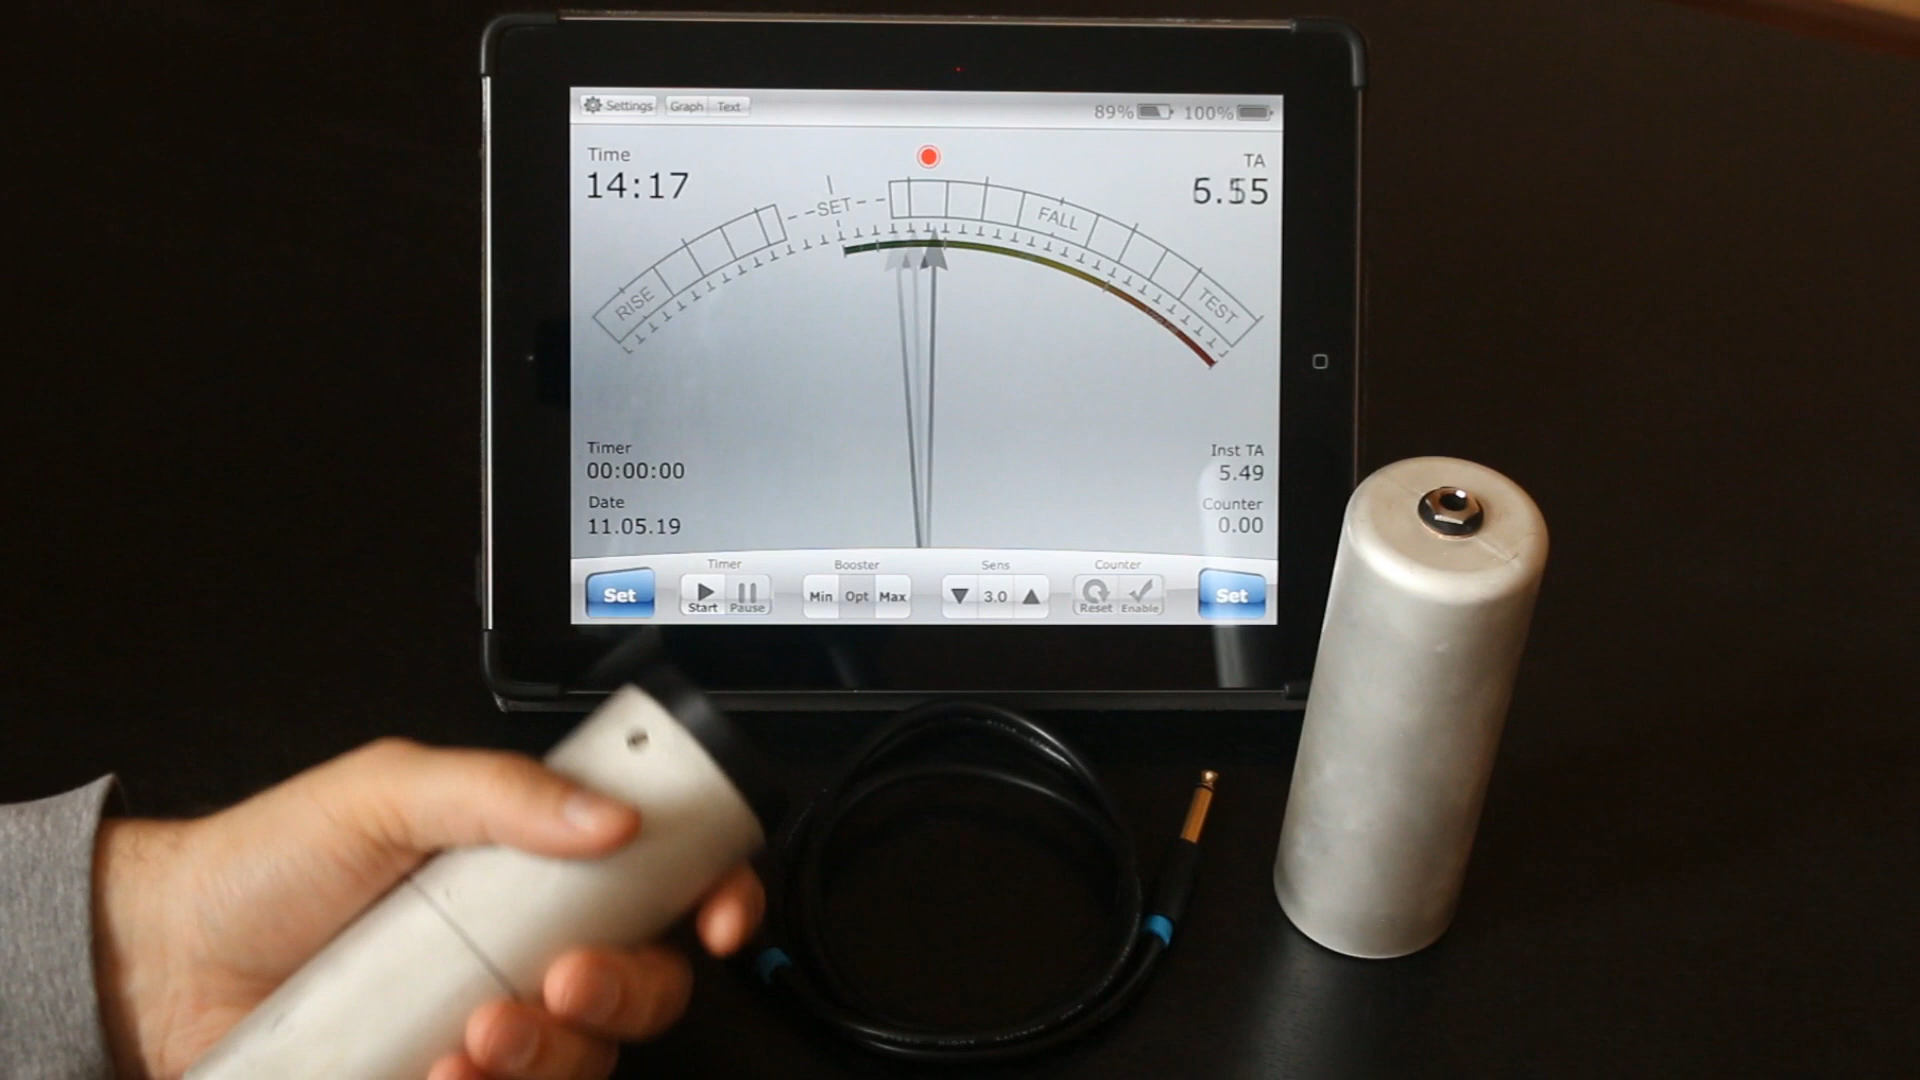 Settings Graph Text 89% 100%
Time
14:17
TA
RISE
--SET--
FALL
TEST
Timer
00:00:00
Date
11.05.19
Inst TA
5.49
Counter
0.00
Timer Booster Sens Counter
Set Start Pause Min Opt Max 3.0 Reset Enable Set